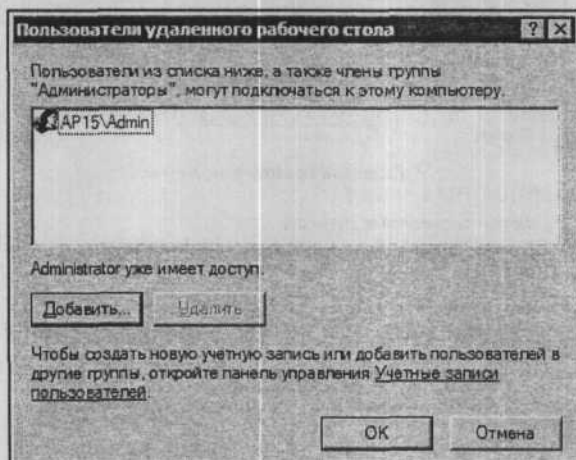 Пользователи удаленного рабочего стола
Пользователи из списка ниже, а также члены группы
"Администраторы", могут подключаться к этому компьютеру.
AP15\Admin
Administrator уже имеет доступ.
Добавить...
Удалить
Чтобы создать новую учетную запись или добавить пользователей в
другие группы, откройте панель управления Учетные записи
пользователей.
OK
Отмена